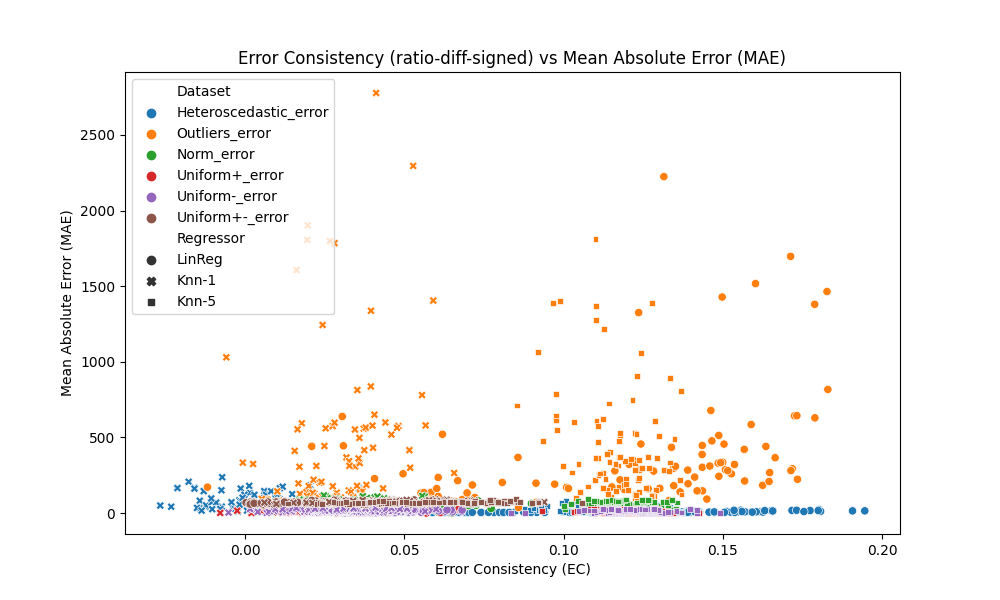 Error Consistency (ratio-diff-signed) vs Mean Absolute Error (MAE)
Dataset
Heteroscedastic_error
Outliers_error
Norm_error
Uniform+_error
Uniform-_error
Uniform+-_error
Regressor
LinReg
Knn-1
Knn-5
Mean Absolute Error (MAE)
2500
2000
1500
1000
500
0
0.00
0.05
0.10
0.15
0.20
Error Consistency (EC)